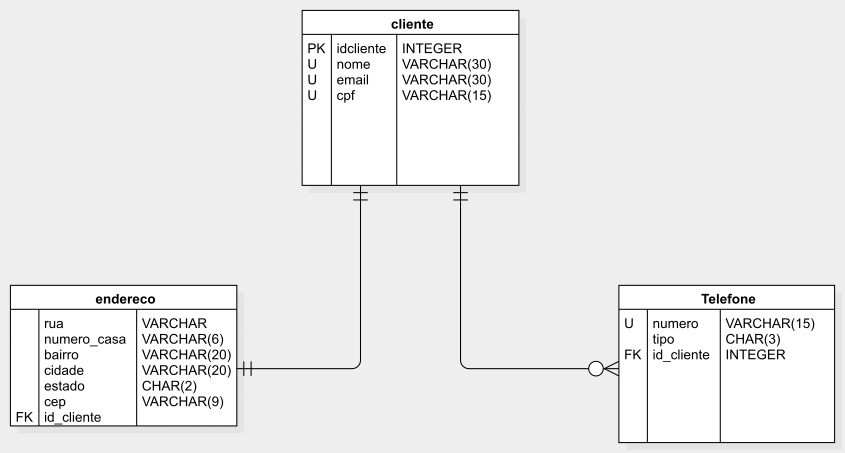 cliente
PK idcliente INTEGER
U nome VARCHAR(30)
U email VARCHAR(30)
U cpf VARCHAR(15)
endereco
rua VARCHAR
numero_casa VARCHAR(6)
bairro VARCHAR(20)
cidade VARCHAR(20)
estado CHAR(2)
cep VARCHAR(9)
FK id_cliente
Telefone
U numero VARCHAR(15)
tipo CHAR(3)
FK id_cliente INTEGER